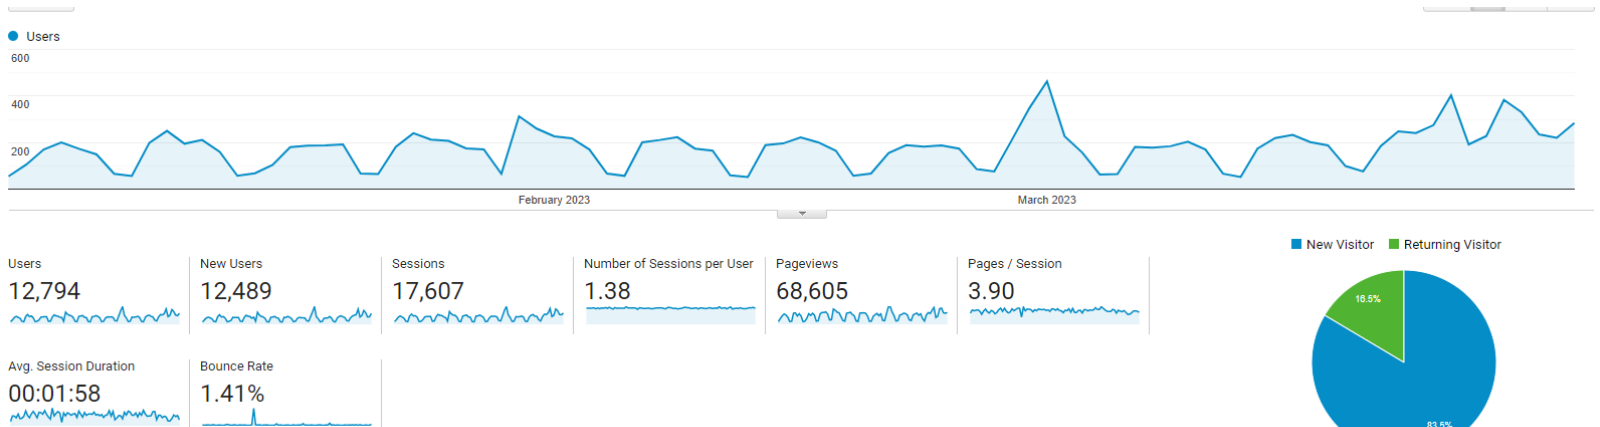 Users
600
400
200
February 2023
March 2023
New Visitor
Returning Visitor
Users
12,794
New Users
12,489
Sessions
17,607
Number of Sessions per User
1.38
Pageviews
68,605
Pages / Session
3.90
16.5%
83.5%
Avg. Session Duration
00:01:58
Bounce Rate
1.41%